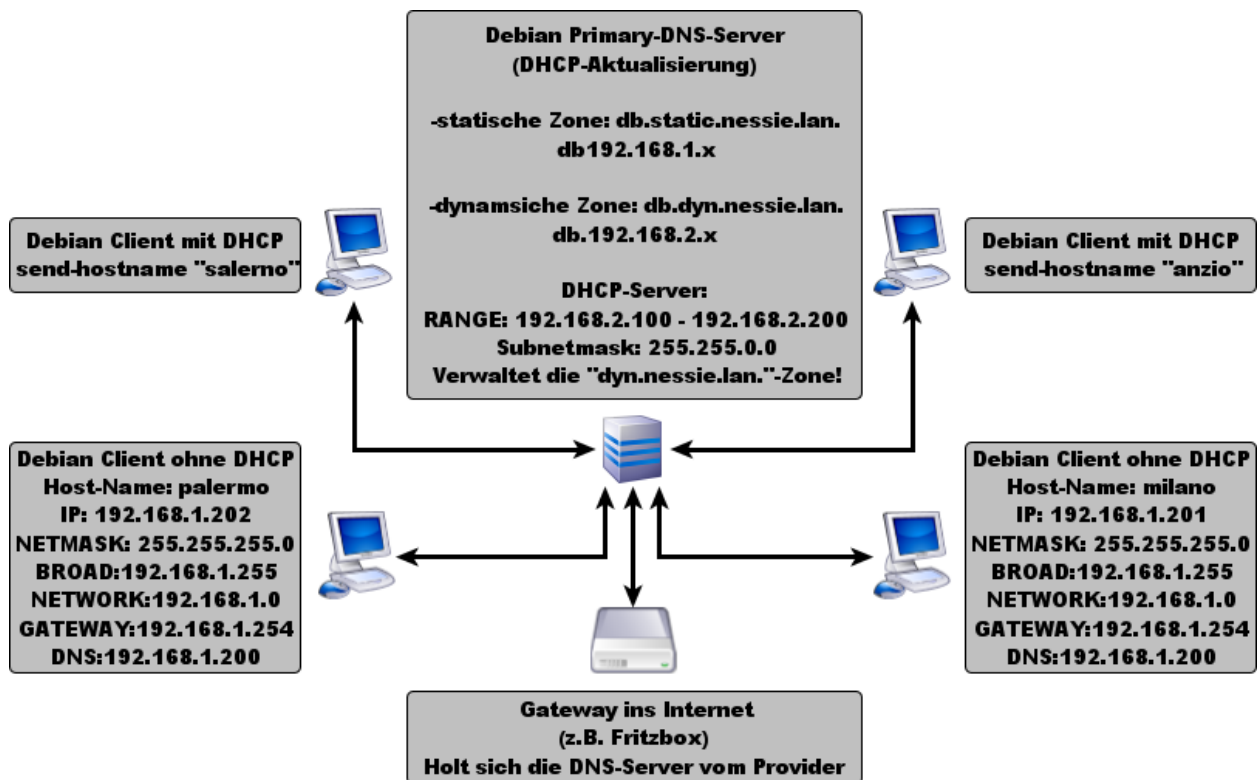 Debian Primary-DNS-Server
(DHCP-Aktualisierung)
-statische Zone: db.static.nessie.lan.
db192.168.1.x
-dynamsiche Zone: db.dyn.nessie.lan.
db.192.168.2.x
DHCP-Server:
RANGE: 192.168.2.100 - 192.168.2.200
Subnetmask: 255.255.0.0
Verwaltet die "dyn.nessie.lan."-Zone!
Debian Client mit DHCP
send-hostname "salerno"
Debian Client mit DHCP
send-hostname "anzio"
Debian Client ohne DHCP
Host-Name: palermo
IP: 192.168.1.202
NETMASK: 255.255.255.0
BROAD:192.168.1.255
NETWORK:192.168.1.0
GATEWAY:192.168.1.254
DNS:192.168.1.200
Debian Client ohne DHCP
Host-Name: milano
IP: 192.168.1.201
NETMASK: 255.255.255.0
BROAD:192.168.1.255
NETWORK:192.168.1.0
GATEWAY:192.168.1.254
DNS:192.168.1.200
Gateway ins Internet
(z.B. Fritzbox)
Holt sich die DNS-Server vom Provider